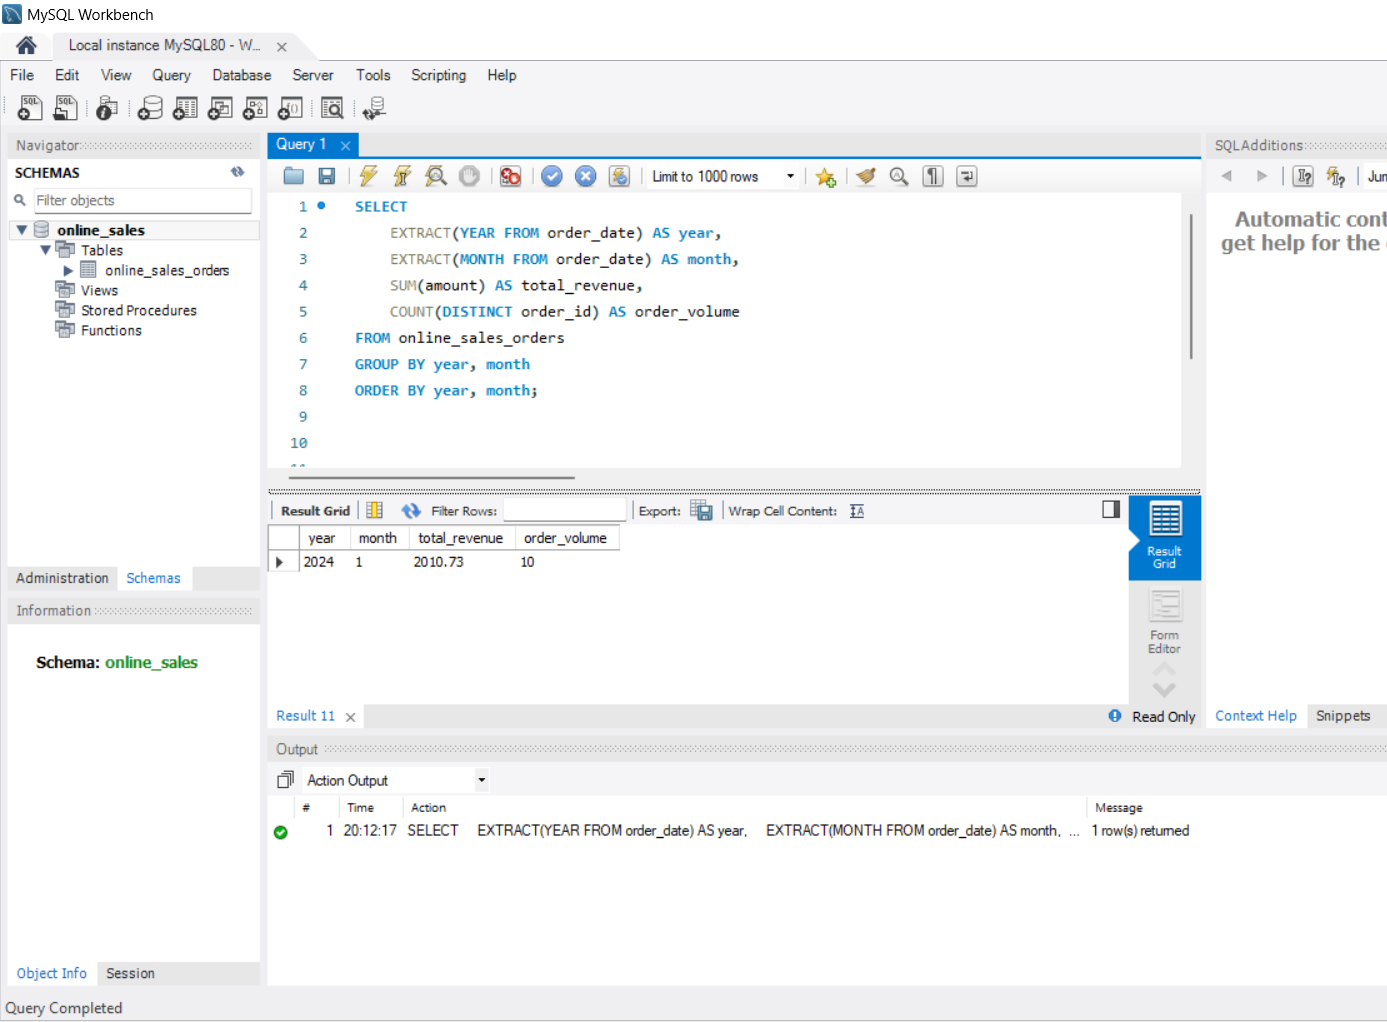 MySQL Workbench
Local instance MySQL80 - W...
File Edit View Query Database Server Tools Scripting Help
Navigator
SCHEMAS
Filter objects
online_sales
Tables
online_sales_orders
Views
Stored Procedures
Functions
Administration Schemas
Information
Schema: online_sales
Object Info Session
Query Completed
Query 1
Limit to 1000 rows
1 SELECT
2 EXTRACT(YEAR FROM order_date) AS year,
3 EXTRACT(MONTH FROM order_date) AS month,
4 SUM(amount) AS total_revenue,
5 COUNT(DISTINCT order_id) AS order_volume
6 FROM online_sales_orders
7 GROUP BY year, month
8 ORDER BY year, month;
9
10
Result Grid Filter Rows: Export: Wrap Cell Content:
year month total_revenue order_volume
2024 1 2010.73 10
Result
Grid
Form
Editor
Result 11 Read Only
Output
Action Output
# Time Action Message
1 20:12:17 SELECT EXTRACT(YEAR FROM order_date) AS year, EXTRACT(MONTH FROM order_date) AS month, ... 1 row(s) returned
SQLAdditions
Jum
Automatic cont
get help for the
Context Help Snippets